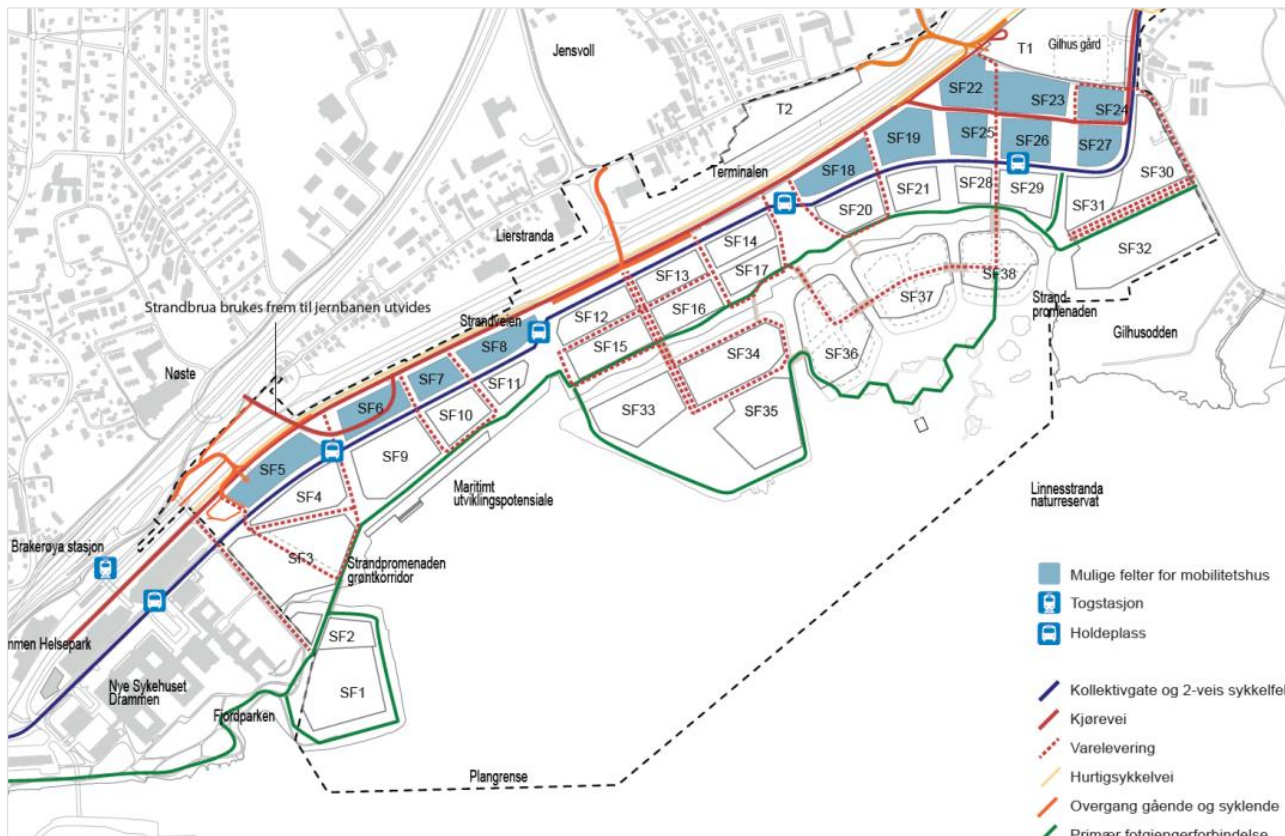 Jensvoll
T1
Gilhus gård
T2
SF22
SF23
SF24
SF19
SF25
SF26
SF27
Terminalen
SF18
SF30
SF21
SF28
SF29
SF31
SF20
Lierstranda
SF14
SF32
SF13
SF17
SF38
Strandbrua brukes frem til jernbanen utvides
SF16
SF37
Strand-
promenaden
Strandveien
SF12
Gilhusodden
SF8
SF15
SF34
SF36
Nøste
SF7
SF11
SF6
SF10
SF33
SF35
SF5
SF9
Maritimt
utviklingspotensiale
Linnesstranda
naturreservat
SF4
Brakerøya stasjon
SF3
Strandpromenaden
grøntkorridor
Mulige felter for mobilitetshus
Togstasjon
Holdeplass
mmen Helsepark
SF2
Nye Sykehuset
Drammen
SF1
Kollektivgate og 2-veis sykkelfel
Fjordparken
Kjørevei
Varelevering
Plangrense
Hurtigsykkelvei
Overgang gående og syklende
Primær fotgjengerforbindelse